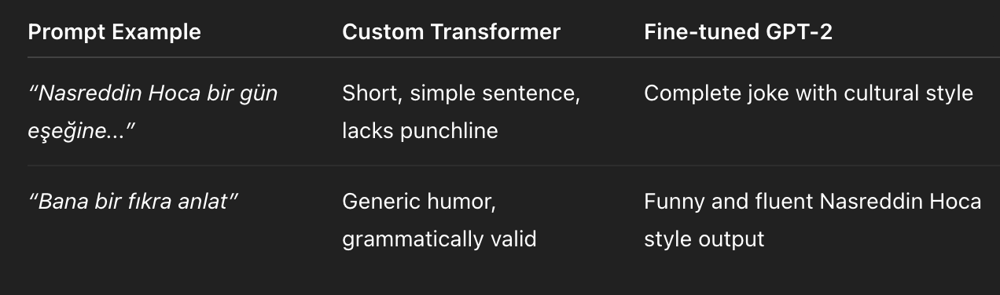 Prompt Example
Custom Transformer
Fine-tuned GPT-2
“Nasreddin Hoca bir gün
eşeğine...”
Short, simple sentence,
lacks punchline
Complete joke with cultural style
“Bana bir fıkra anlat”
Generic humor,
grammatically valid
Funny and fluent Nasreddin Hoca
style output